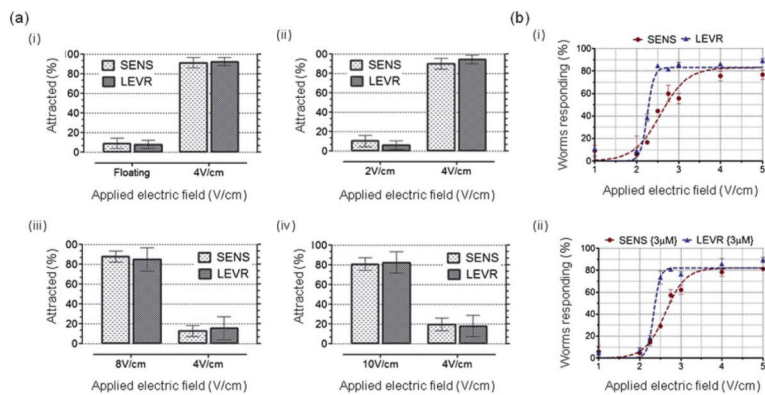 (a)
(i)
Attracted (%)
00
80
60
40
20
0
SENS
LEVR
Floating 4V/cm
Applied electric field (V/cm)
(ii)
Attracted (%)
00
80
60
40
20
0
SENS
LEVR
2V/cm 4V/cm
Applied electric field (V/cm)
(iii)
Attracted (%)
00
80
60
40
20
0
SENS
LEVR
8V/cm 4V/cm
Applied electric field (V/cm)
(iv)
Attracted (%)
00
80
60
40
20
0
SENS
LEVR
10V/cm 4V/cm
Applied electric field (V/cm)
(b)
(i)
SENS LEVR
Worms responding (%)
100
80
60
40
20
0
1 2 3 4 5
Applied electric field (V/cm)
(ii)
SENS {3μM} LEVR {3μM}
Worms responding (%)
100
80
60
40
20
0
1 2 3 4 5
Applied electric field (V/cm)